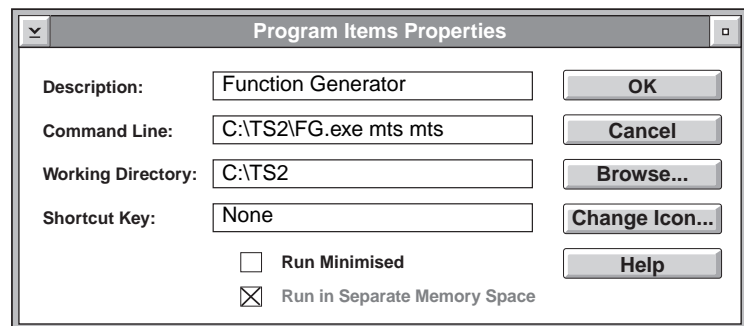 Program Items Properties
Description: Function Generator OK
Command Line: C:\TS2\FG.exe mts mts Cancel
Working Directory: C:\TS2 Browse...
Shortcut Key: None Change Icon...
Run Minimised Help
Run in Separate Memory Space